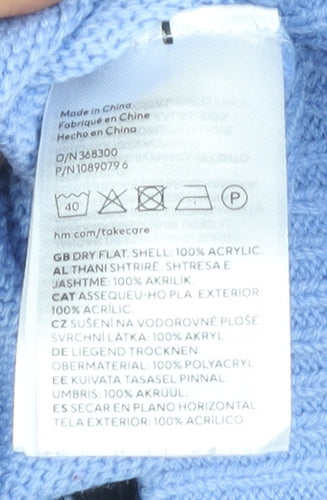 Made in China
Fabriqué en Chine
Hecho en China
O/N 368300
P/N 1089079 6
40
P
hm.com/takecare
GB DRY FLAT. SHELL: 100% ACRYLIC.
AL THANI SHTRIRË. SHTRESA E
JASHTME: 100% AKRILIK.
CAT ASSEQUEU-HO PLA. EXTERIOR
100% ACRÍLIC.
CZ SUŠENÍ NA VODOROVNÉ PLOŠE
SVRCHNÍ LÁTKA: 100% AKRYL.
DE LIEGEND TROCKNEN.
OBERMATERIAL: 100% POLYACRYL
EE KUIVATA TASASEL PINNAL.
UMBRIS: 100% AKRÜÜL.
ES SECAR EN PLANO HORIZONTAL.
TELA EXTERIOR: 100% ACRÍLICO